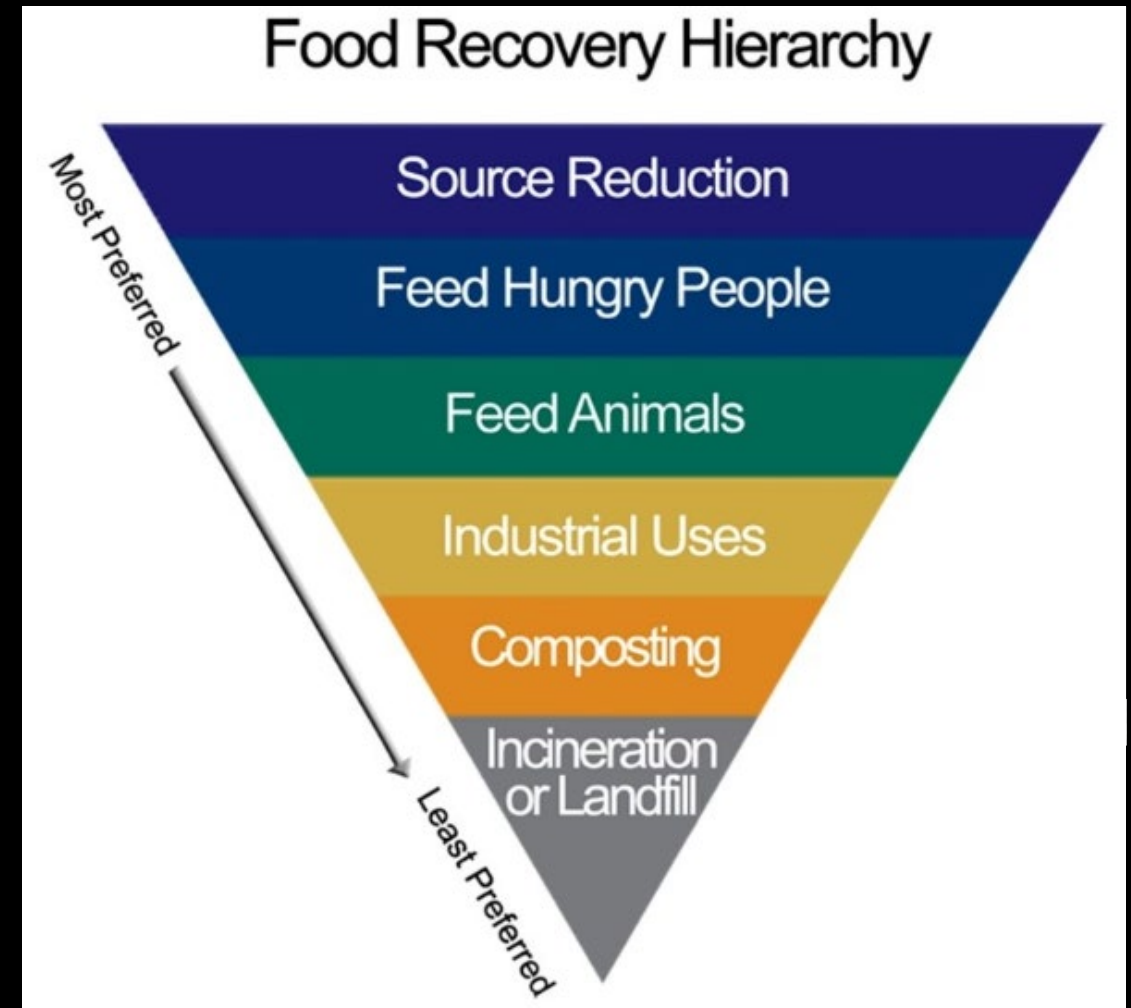 Food Recovery Hierarchy
Most Preferred
Source Reduction
Feed Hungry People
Feed Animals
Industrial Uses
Composting
Incineration
or Landfill
Least Preferred